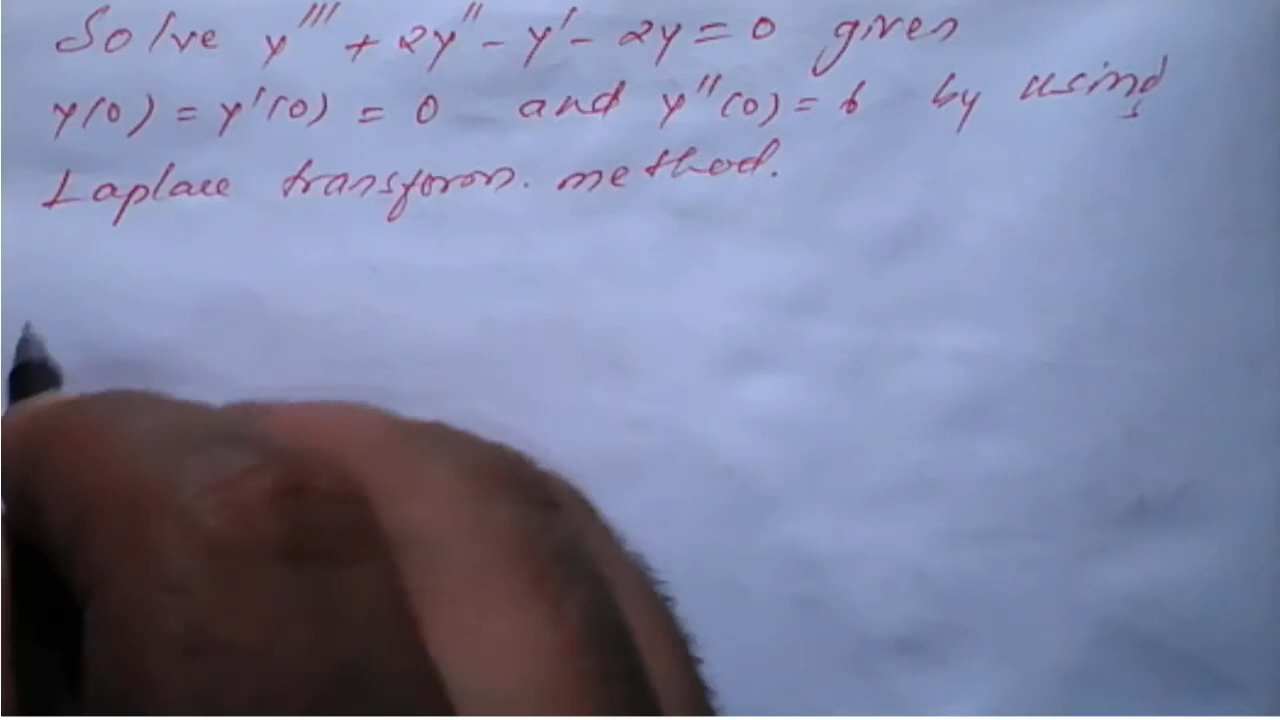 Solve y''' + 2y'' - y' - 2y = 0 given
y(0) = y'(0) = 0 and y''(0) = 6 by using
Laplace transform. method.